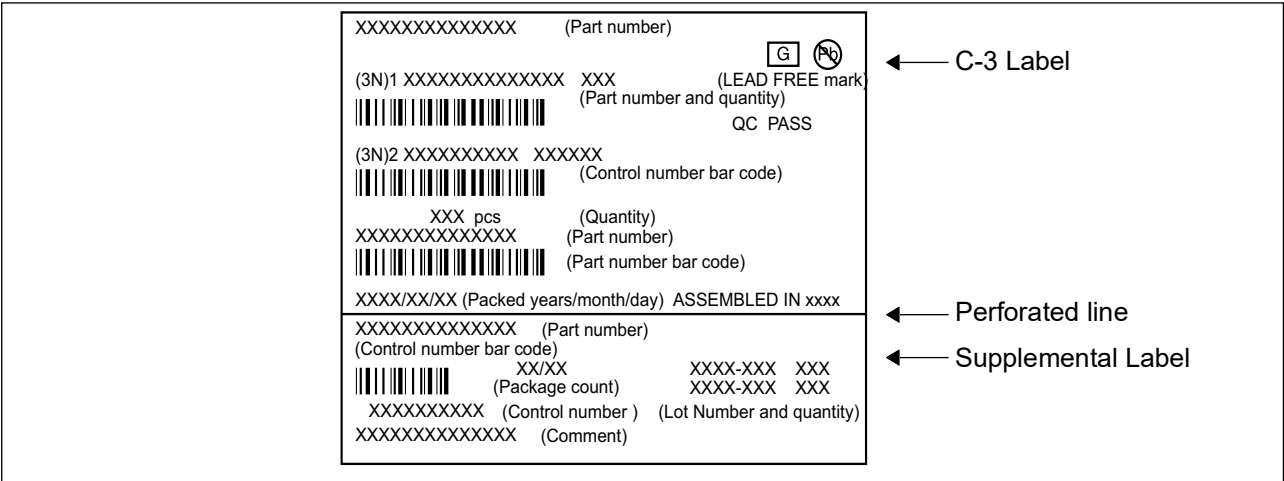 XXXXXXXXXXXXXX (Part number)
G Pb
C-3 Label
(3N)1 XXXXXXXXXXXXXX XXX (LEAD FREE mark)
(Part number and quantity)
QC PASS
(3N)2 XXXXXXXXXX XXXXXX
(Control number bar code)
XXX pcs (Quantity)
XXXXXXXXXXXXXX (Part number)
(Part number bar code)
XXXX/XX/XX (Packed years/month/day) ASSEMBLED IN xxxx
Perforated line
XXXXXXXXXXXXXX (Part number)
(Control number bar code)
Supplemental Label
XX/XX XXXX-XXX XXX
(Package count) XXXX-XXX XXX
XXXXXXXXXX (Control number ) (Lot Number and quantity)
XXXXXXXXXXXXXX (Comment)